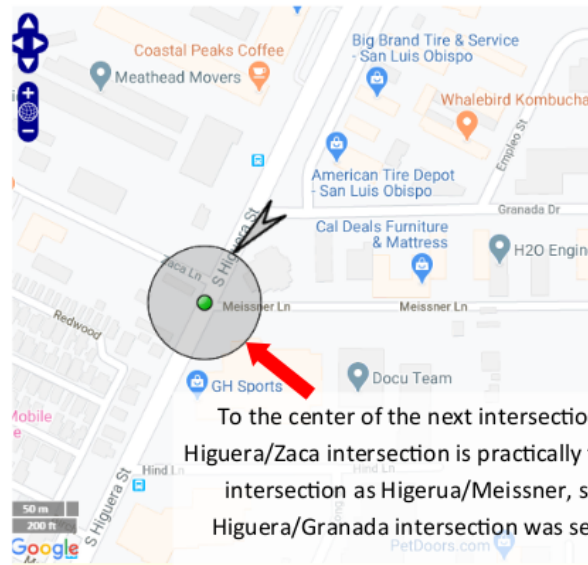 Big Brand Tire & Service
- San Luis Obispo
Coastal Peaks Coffee
Meathead Movers
Whalebird Kombucha
Empleo St
American Tire Depot
- San Luis Obispo
Granada Dr
S Higuera St
Cal Deals Furniture
& Mattress
H2O Engin
Zaca Ln
Meissner Ln
Meissner Ln
Redwood
GH Sports
Docu Team
Mobile
To the center of the next intersectio
Higuera/Zaca intersection is practically
Hind Ln
Hind Ln
intersection as Higerua/Meissner, s
S Higuera St
50 m
200 ft
Higuera/Granada intersection was se
Google
PetDoors.com